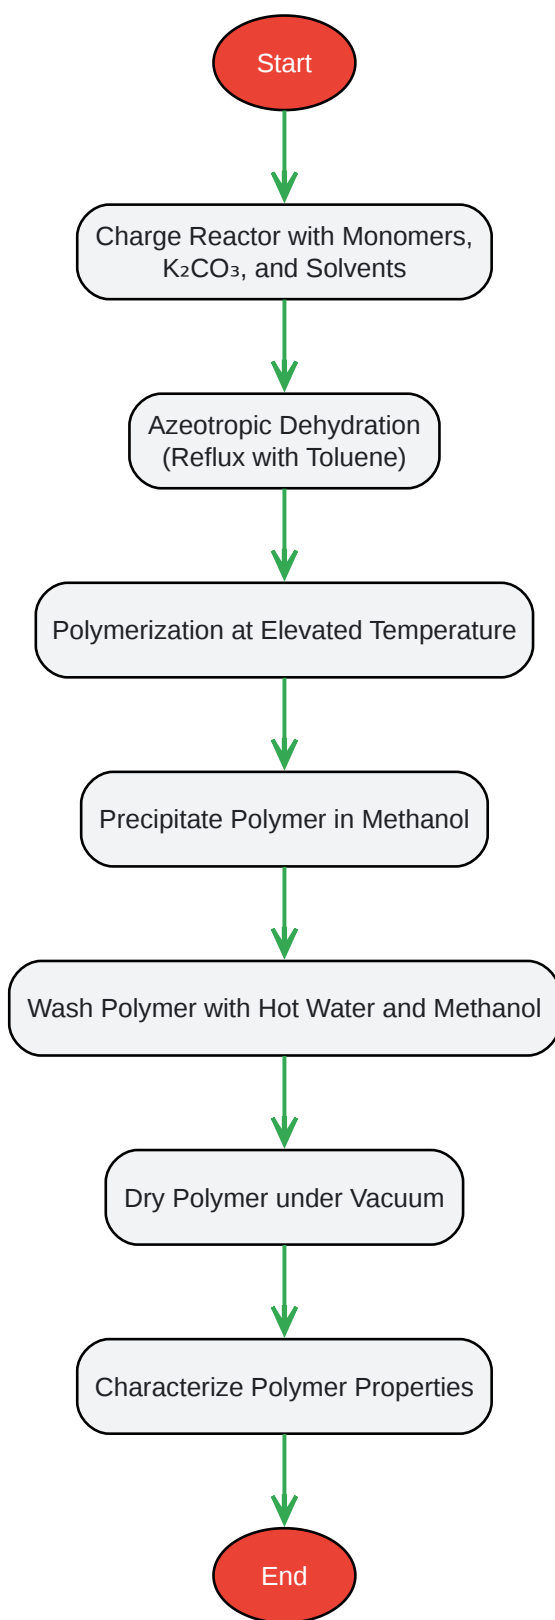 Start
Charge Reactor with Monomers,
K₂CO₃, and Solvents
Azeotropic Dehydration
(Reflux with Toluene)
Polymerization at Elevated Temperature
Precipitate Polymer in Methanol
Wash Polymer with Hot Water and Methanol
Dry Polymer under Vacuum
Characterize Polymer Properties
End